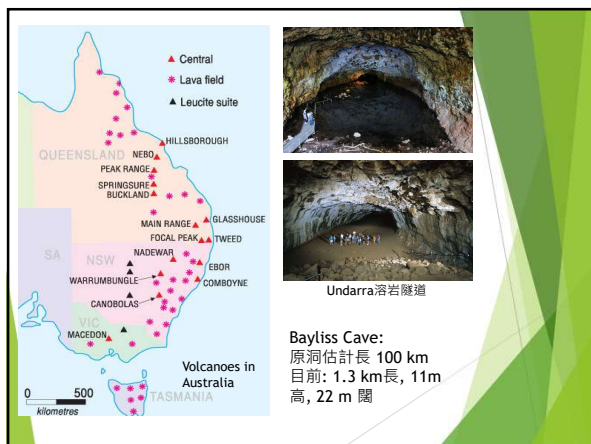 Central
Lava field
Leucite suite
HILLSBOROUGH
QUEENSLAND
NEBO
PEAK RANGE
SPRINGSURE
BUCKLAND
GLASSHOUSE
MAIN RANGE
FOCAL PEAK
TWEED
SA
NSW
NADEWAR
EBOR
WARRUMBUNGLE
COMBOYNE
CANOBOLAS
VIC
MACEDON
Volcanoes in
Australia
0 500
kilometres
TASMANIA
Undarra溶岩隧道
Bayliss Cave:
原洞估計長 100 km
目前: 1.3 km長, 11m
高, 22 m 闊